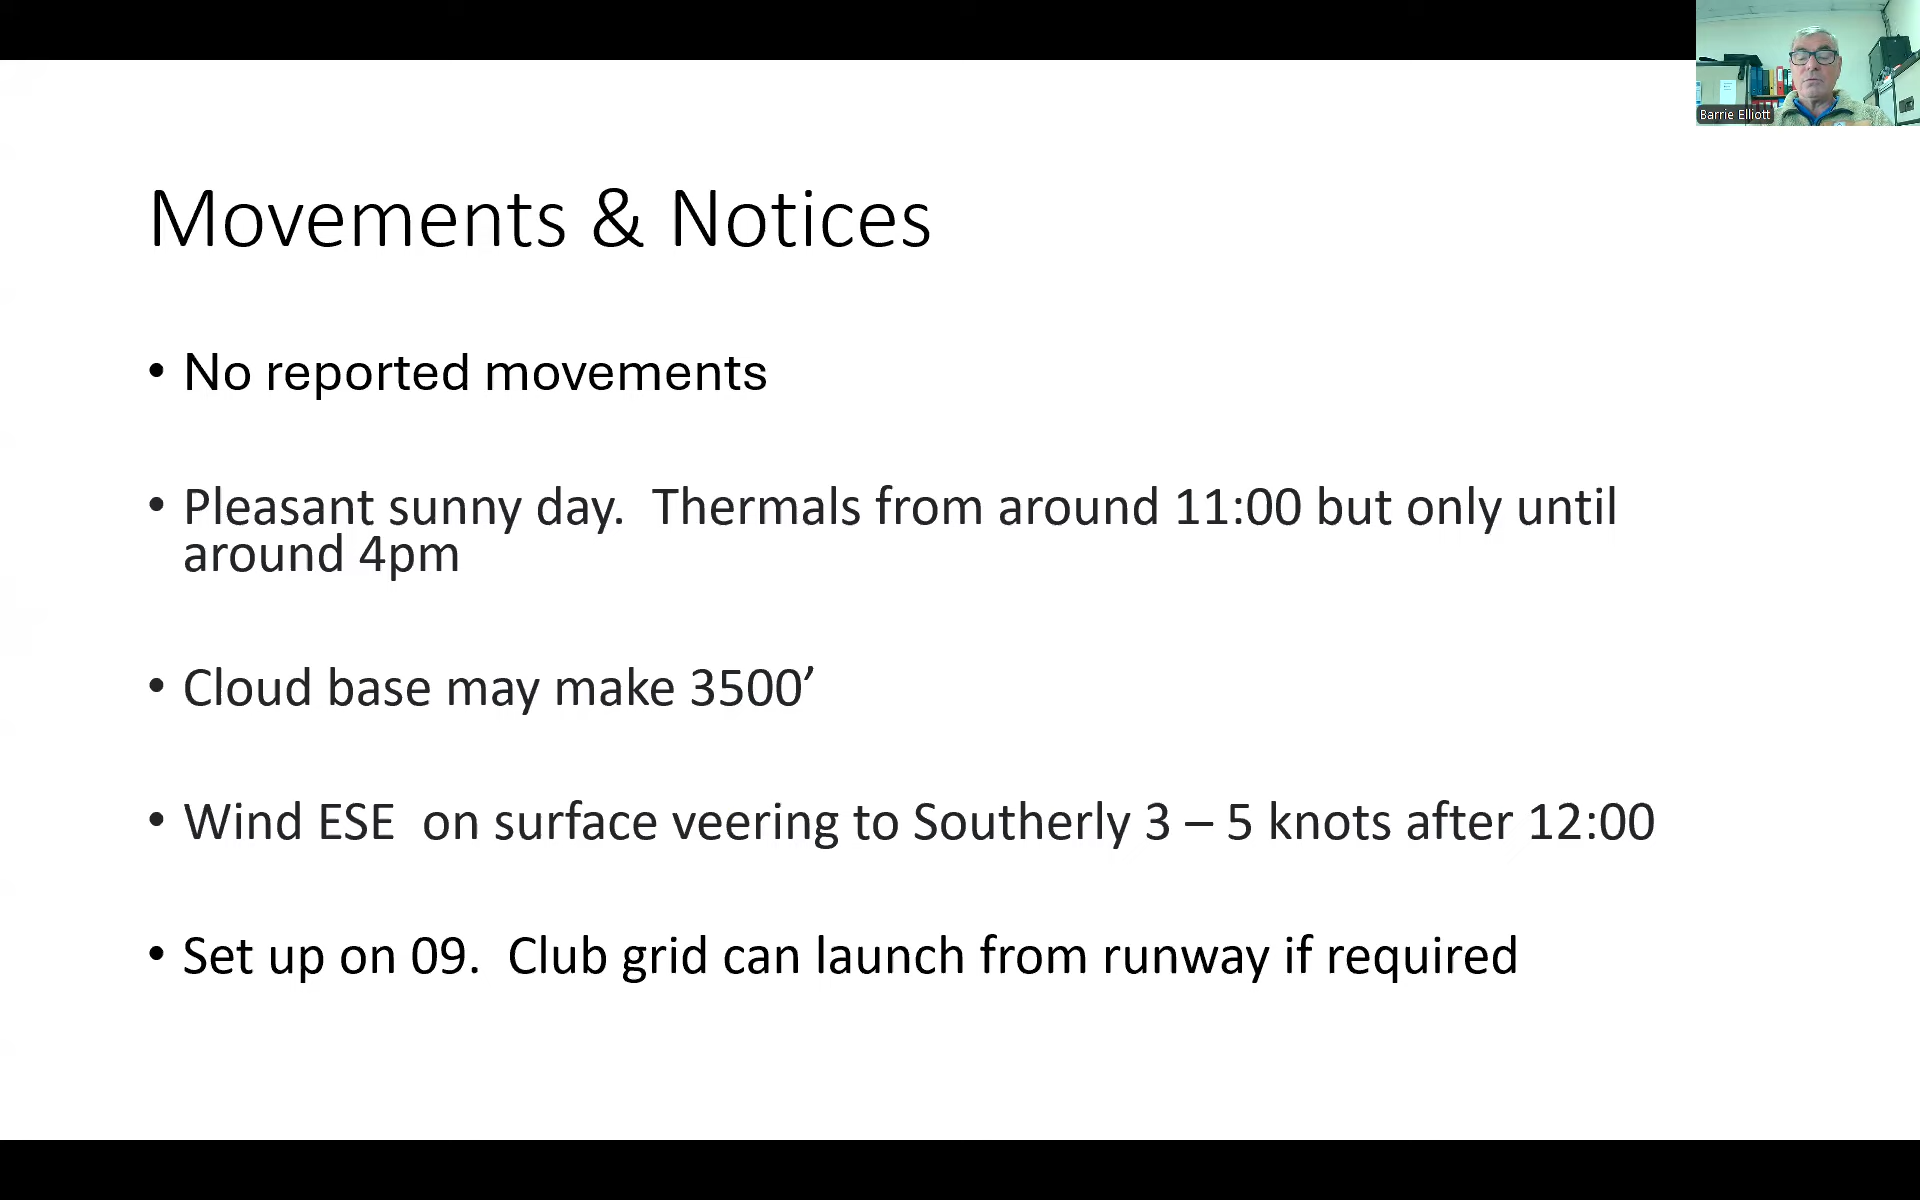 Barrie Elliott
Movements & Notices
• No reported movements
• Pleasant sunny day.  Thermals from around 11:00 but only until
around 4pm
• Cloud base may make 3500’
• Wind ESE  on surface veering to Southerly 3 – 5 knots after 12:00
• Set up on 09.  Club grid can launch from runway if required